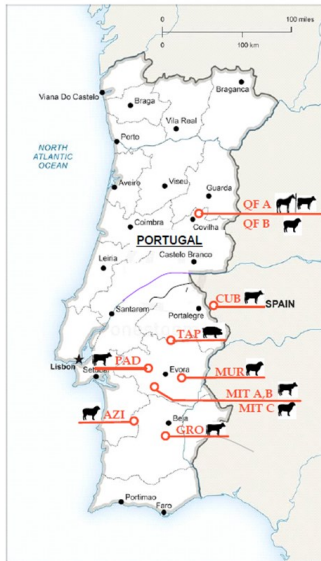 0 100 miles
0 100 km
Braganca
Viana Do Castelo
Braga
Vila Real
Porto
NORTH
ATLANTIC
OCEAN
Aveiro
Viseu
Guarda
QF A
QF B
Coimbra
Covilha
PORTUGAL
Castelo Branco
Leiria
CUB
SPAIN
Santarem
Portalegre
TAP
Lisbon
PAD
Setubal
Evora
MUR
MIT A,B
MIT C
AZI
Beja
GRO
Portimao
Faro